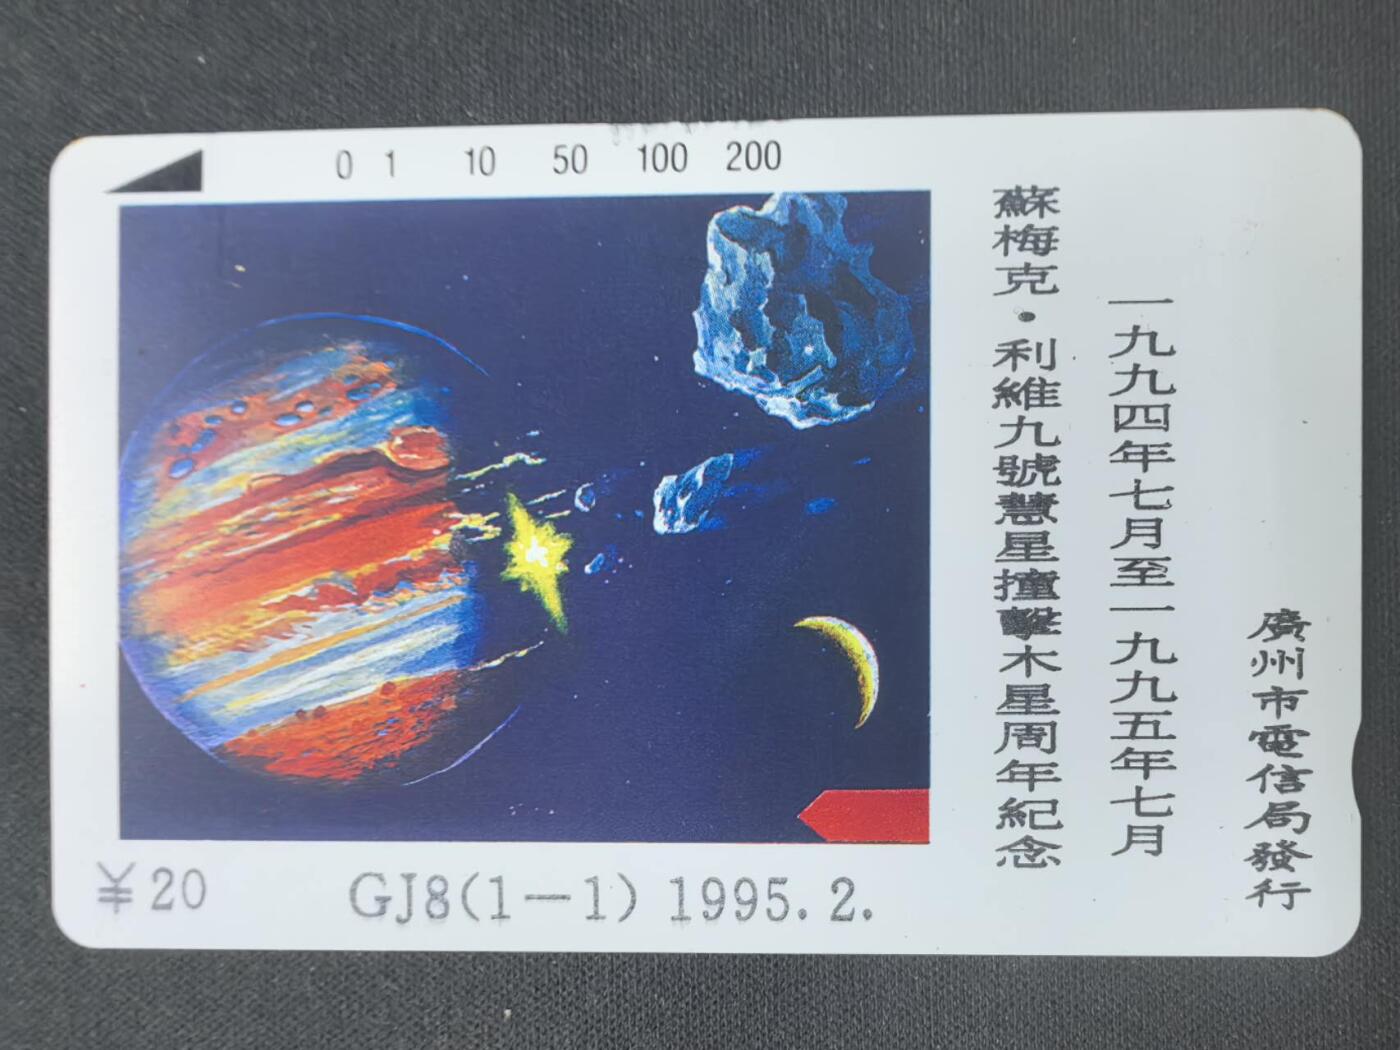 0 1 10 50 100 200
蘇梅克·利維九號慧星撞擊木星周年紀念
一九九四年七月至一九九五年七月
廣州市電信局發行
¥20
GJ8(1-1) 1995.2.